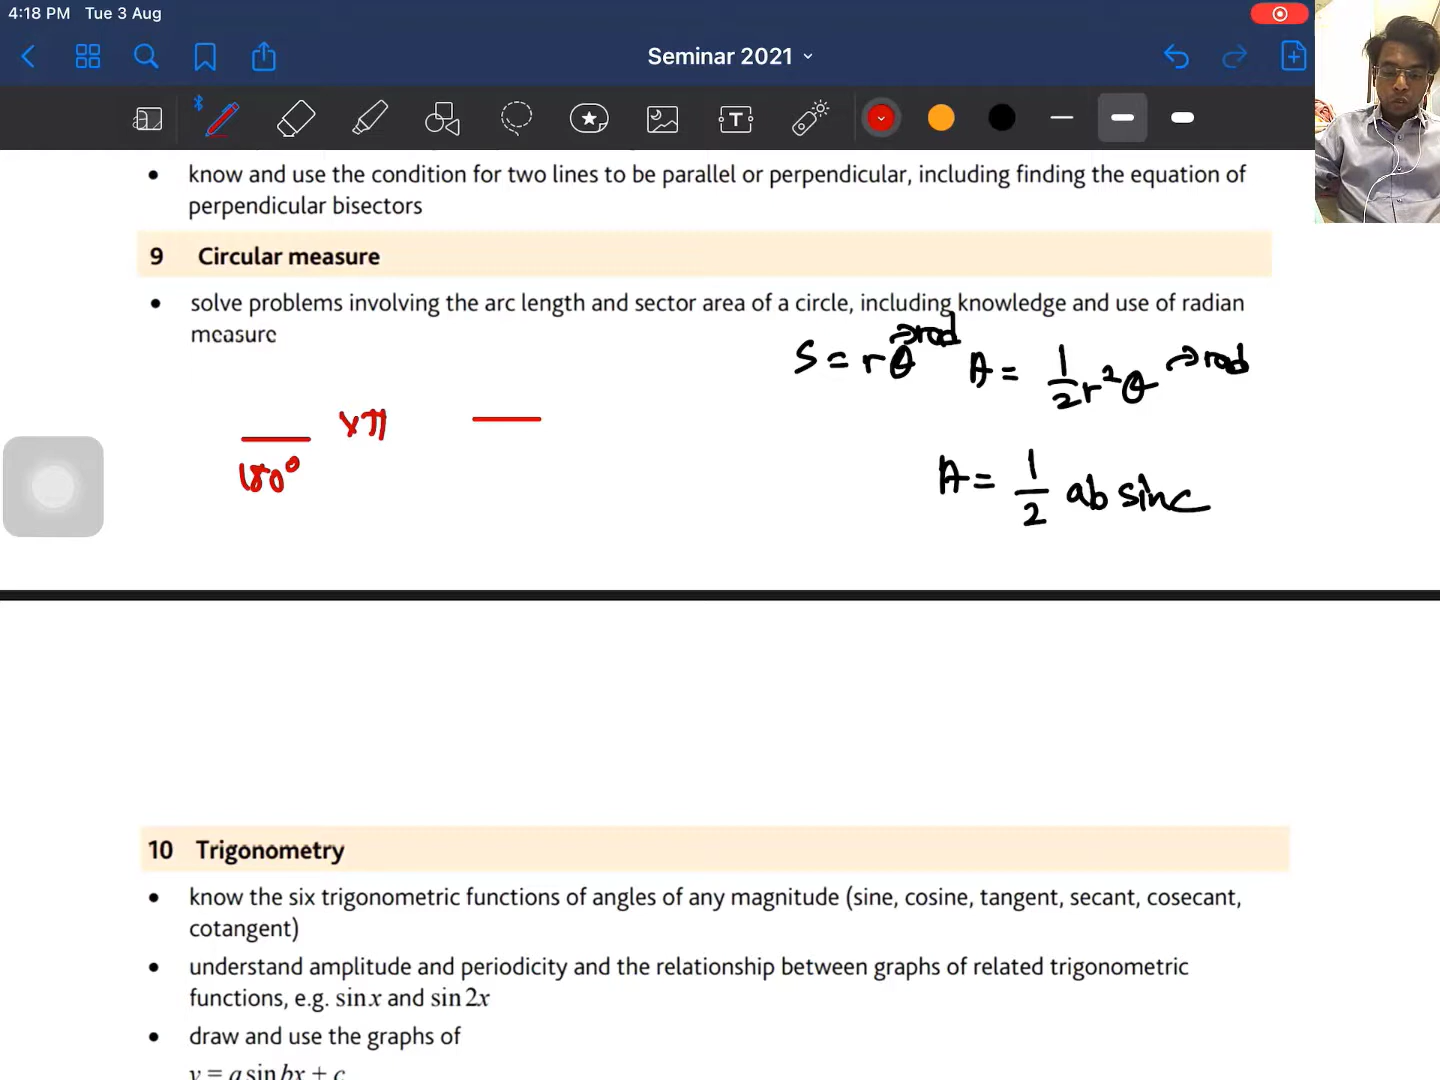 4:18 PM Tue 3 Aug
Seminar 2021
• know and use the condition for two lines to be parallel or perpendicular, including finding the equation of
perpendicular bisectors
9 Circular measure
• solve problems involving the arc length and sector area of a circle, including knowledge and use of radian
measure
S = rθ → rad A = 1/2 r²θ → rad
180° × π
A = 1/2 ab sin c
10 Trigonometry
• know the six trigonometric functions of angles of any magnitude (sine, cosine, tangent, secant, cosecant,
cotangent)
• understand amplitude and periodicity and the relationship between graphs of related trigonometric
functions, e.g. sin x and sin 2x
• draw and use the graphs of
y = a sin bx + c